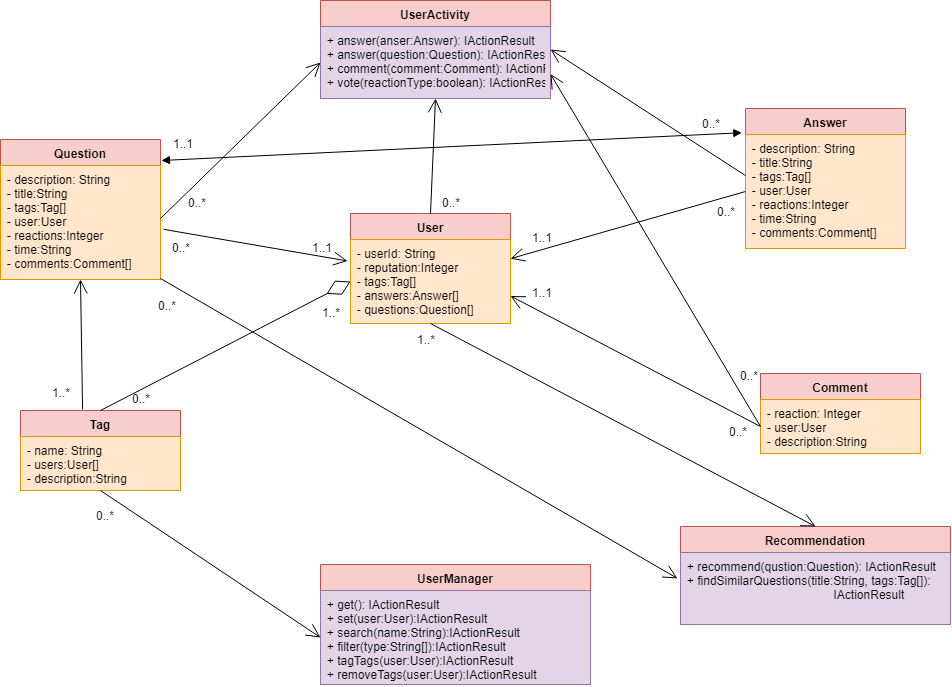 UserActivity
+ answer(anser:Answer): IActionResult
+ answer(question:Question): IActionRes
+ comment(comment:Comment): IActionF
+ vote(reactionType:boolean): IActionRes
0..*
Answer
- description: String
- title:String
- tags:Tag[]
- user:User
- reactions:Integer
- time:String
- comments:Comment[]
1..1
Question
- description: String
- title:String
- tags:Tag[]
- user:User
- reactions:Integer
- time:String
- comments:Comment[]
0..*
0..*
0..*
0..*
User
- userId: String
- reputation:Integer
- tags:Tag[]
- answers:Answer[]
- questions:Question[]
1..1
1..1
1..1
0..*
1..*
1..*
0..*
Comment
- reaction: Integer
- user:User
- description:String
0..*
1..*
0..*
Tag
- name: String
- users:User[]
- description:String
0..*
Recommendation
+ recommend(qustion:Question): IActionResult
+ findSimilarQuestions(title:String, tags:Tag[]):
IActionResult
UserManager
+ get(): IActionResult
+ set(user:User):IActionResult
+ search(name:String):IActionResult
+ filter(type:String[]):IActionResult
+ tagTags(user:User):IActionResult
+ removeTags(user:User):IActionResult